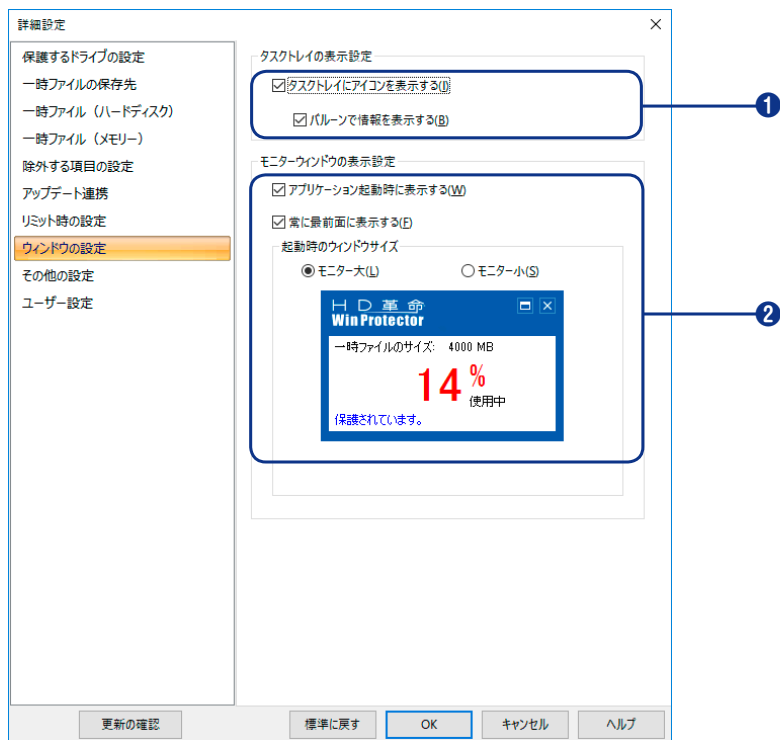 詳細設定
保護するドライブの設定
一時ファイルの保存先
一時ファイル（ハードディスク）
一時ファイル（メモリー）
除外する項目の設定
アップデート連携
リミット時の設定
ウィンドウの設定
その他の設定
ユーザー設定
タスクトレイの表示設定
タスクトレイにアイコンを表示する(I)
バルーンで情報を表示する(B)
1
モニターウィンドウの表示設定
アプリケーション起動時に表示する(W)
常に最前面に表示する(F)
起動時のウィンドウサイズ
モニター大(L) モニター小(S)
HD革命
WinProtector
一時ファイルのサイズ: 4000 MB
14%
使用中
保護されています。
2
更新の確認 標準に戻す OK キャンセル ヘルプ